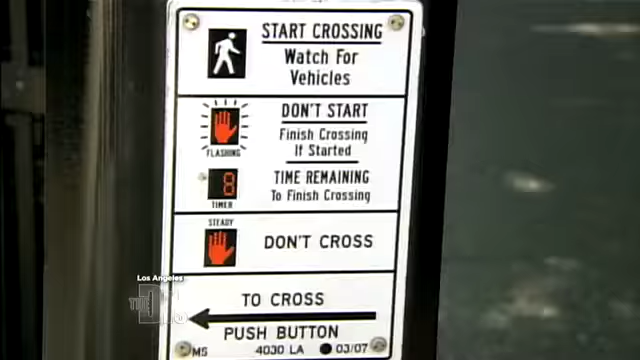 START CROSSING
Watch For
Vehicles
DON'T START
Finish Crossing
If Started
FLASHING
TIME REMAINING
8
To Finish Crossing
TIMER
STEADY
DON'T CROSS
Los Angeles
TO CROSS
PUSH BUTTON
MS 4030 LA 03/07